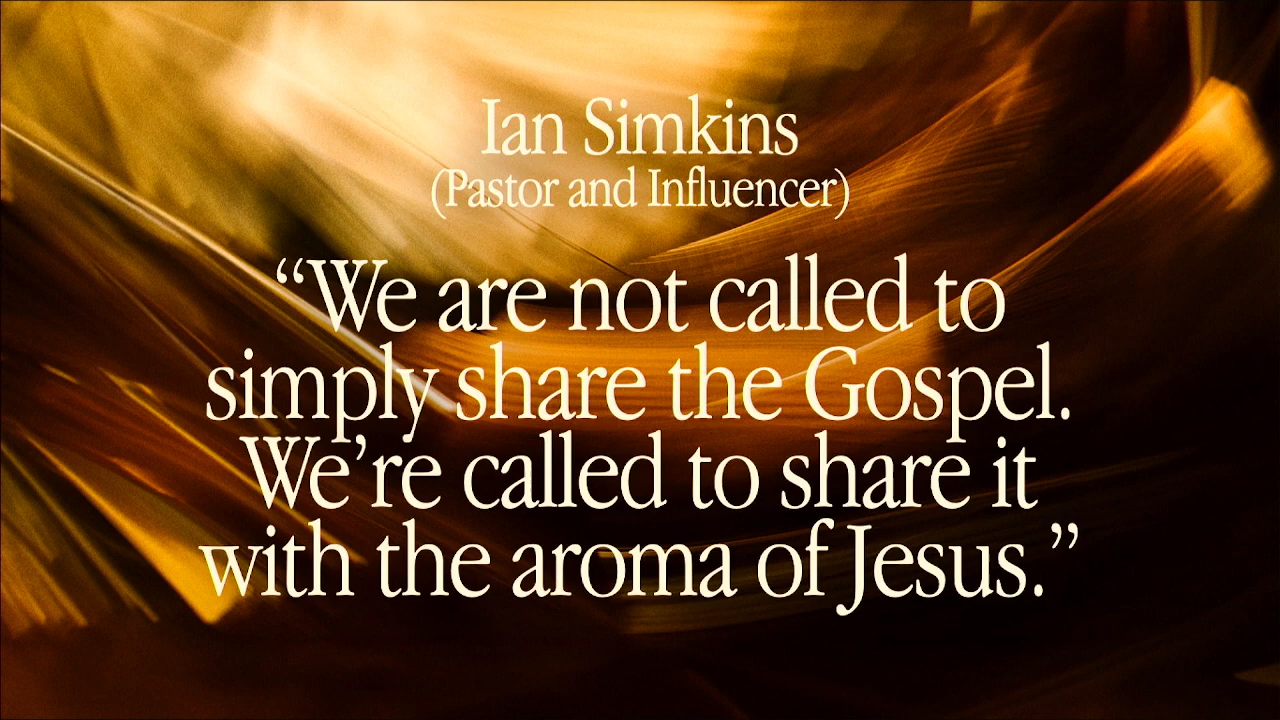 Ian Simkins
(Pastor and Influencer)
“We are not called to
simply share the Gospel.
We’re called to share it
with the aroma of Jesus.”